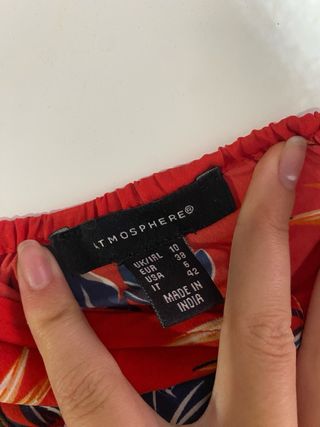 ATMOSPHERE®
UK/IRL 10
EUR 38
USA 6
IT 42
MADE IN
INDIA